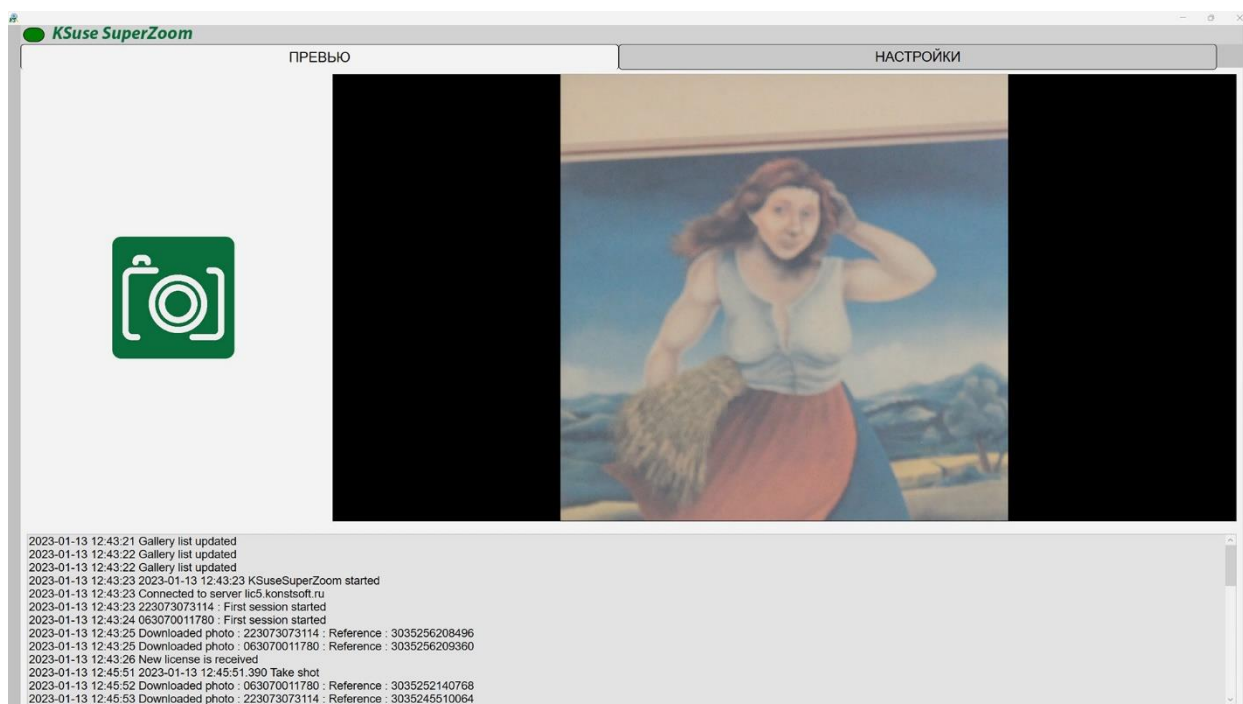 KSuse SuperZoom
ПРЕВЬЮ
НАСТРОЙКИ
2023-01-13 12:43:21 Gallery list updated
2023-01-13 12:43:22 Gallery list updated
2023-01-13 12:43:22 Gallery list updated
2023-01-13 12:43:23 2023-01-13 12:43:23 KSuseSuperZoom started
2023-01-13 12:43:23 Connected to server lic5.konstsoft.ru
2023-01-13 12:43:23 223073073114 : First session started
2023-01-13 12:43:24 063070011780 : First session started
2023-01-13 12:43:25 Downloaded photo : 223073073114 : Reference : 3035256208496
2023-01-13 12:43:25 Downloaded photo : 063070011780 : Reference : 3035256209360
2023-01-13 12:43:26 New license is received
2023-01-13 12:45:51 2023-01-13 12:45:51.390 Take shot
2023-01-13 12:45:52 Downloaded photo : 063070011780 : Reference : 3035252140768
2023-01-13 12:45:53 Downloaded photo : 223073073114 : Reference : 3035245510064